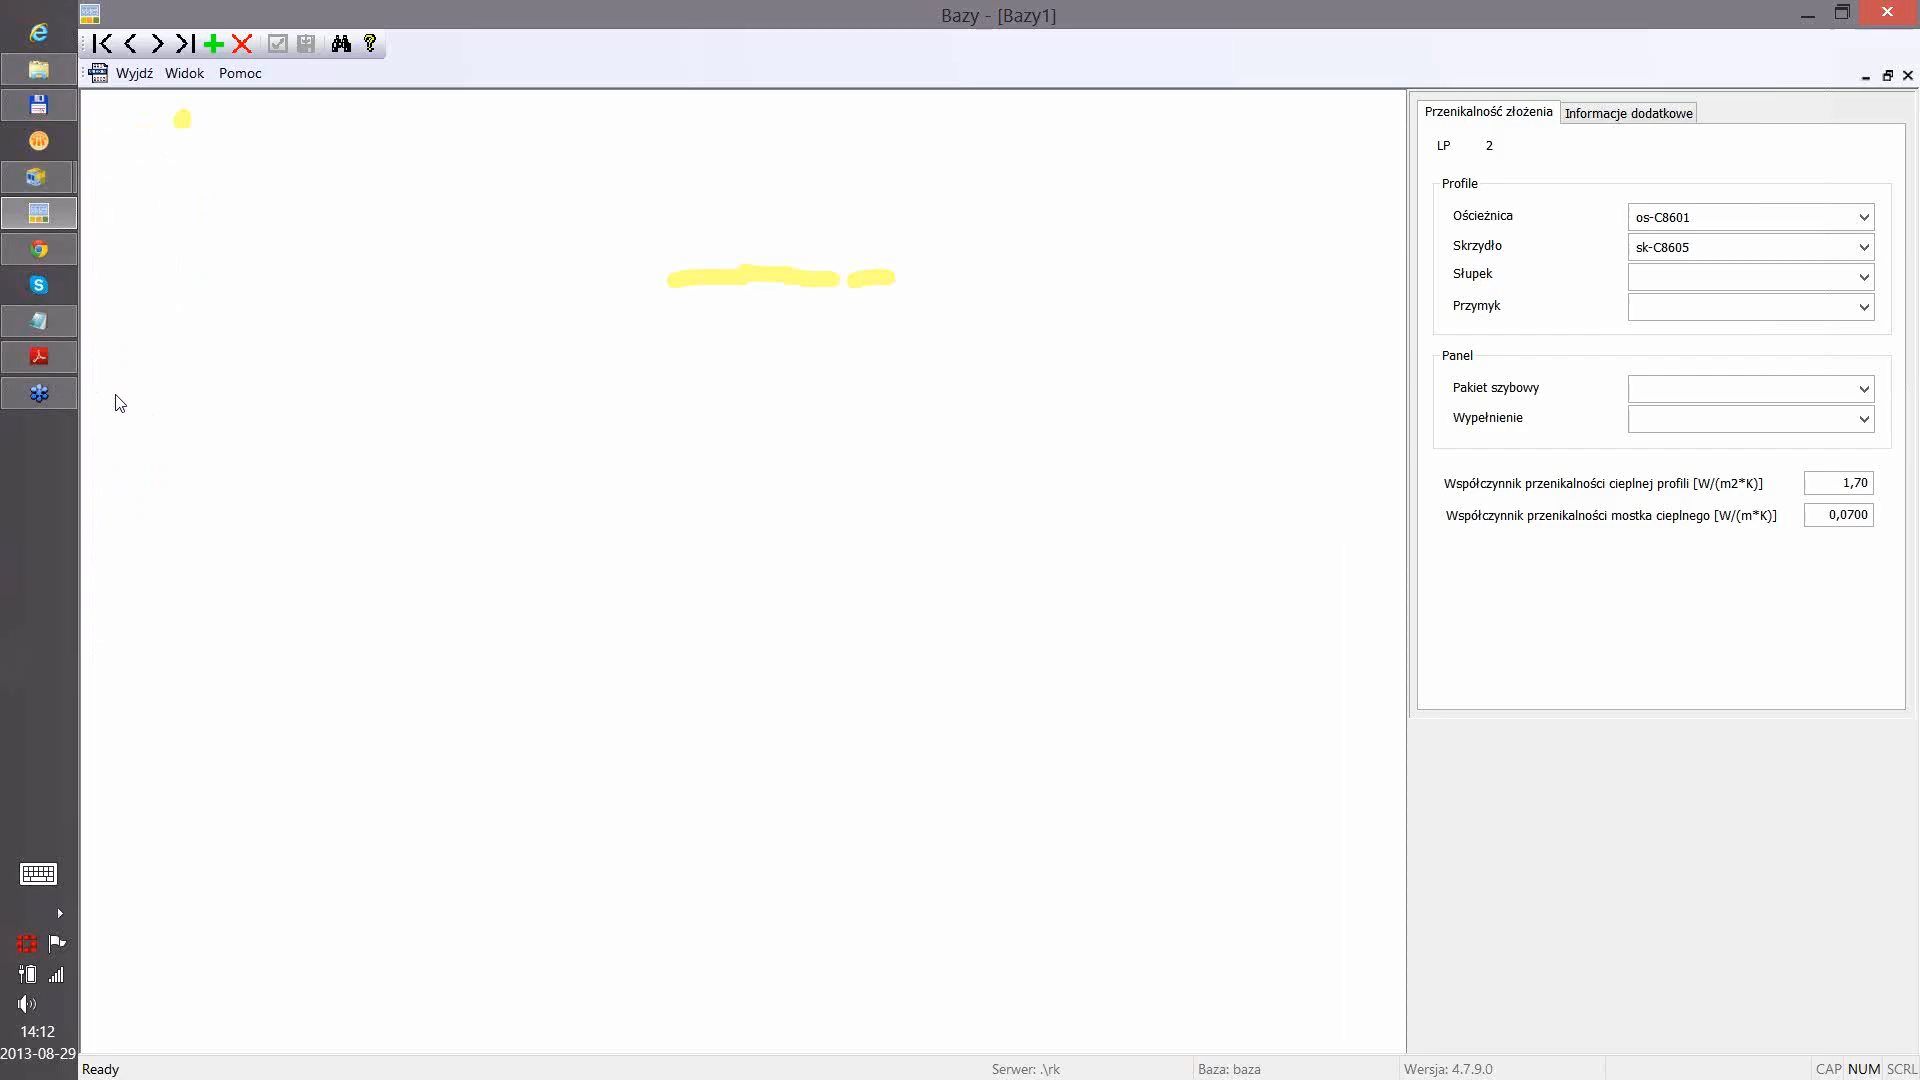 Bazy - [Bazy1]
Wyjdź Widok Pomoc
Przenikalność złożenia Informacje dodatkowe
LP 2
Profile
Ościeżnica os-C8601
Skrzydło sk-C8605
Słupek
Przymyk
Panel
Pakiet szybowy
Wypełnienie
Współczynnik przenikalności cieplnej profili [W/(m2*K)] 1,70
Współczynnik przenikalności mostka cieplnego [W/(m*K)] 0,0700
14:12
2013-08-29
Ready Serwer: .\rk Baza: baza Wersja: 4.7.9.0 CAP NUM SCRL